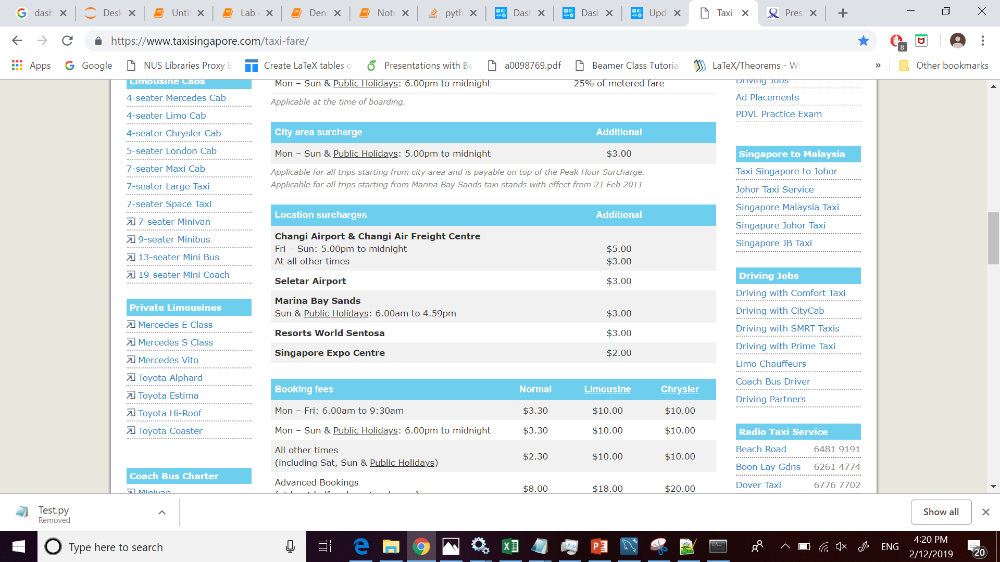 dash
Desk
Unti
Lab
Den
Note
pyth
Dash
Dash
Upd
Taxi
Pres
https://www.taxisingapore.com/taxi-fare/
8
Apps
Google
NUS Libraries Proxy B
Create LaTeX tables o
Presentations with Be
a0098769.pdf
Beamer Class Tutorial
LaTeX/Theorems - Wi
»
Other bookmarks
Limousine Cabs
4-seater Mercedes Cab
4-seater Limo Cab
4-seater Chrysler Cab
5-seater London Cab
7-seater Maxi Cab
7-seater Large Taxi
7-seater Space Taxi
7-seater Minivan
9-seater Minibus
13-seater Mini Bus
19-seater Mini Coach
Private Limousines
Mercedes E Class
Mercedes S Class
Mercedes Vito
Toyota Alphard
Toyota Estima
Toyota Hi-Roof
Toyota Coaster
Coach Bus Charter
Minivan
Mon – Sun & Public Holidays: 6.00pm to midnight 25% of metered fare
Applicable at the time of boarding.
City area surcharge Additional
Mon – Sun & Public Holidays: 5.00pm to midnight $3.00
Applicable for all trips starting from city area and is payable on top of the Peak Hour Surcharge.
Applicable for all trips starting from Marina Bay Sands taxi stands with effect from 21 Feb 2011
Location surcharges Additional
Changi Airport & Changi Air Freight Centre
Fri – Sun: 5.00pm to midnight $5.00
At all other times $3.00
Seletar Airport $3.00
Marina Bay Sands
Sun & Public Holidays: 6.00am to 4.59pm $3.00
Resorts World Sentosa $3.00
Singapore Expo Centre $2.00
Booking fees Normal Limousine Chrysler
Mon – Fri: 6.00am to 9:30am $3.30 $10.00 $10.00
Mon – Sun & Public Holidays: 6.00pm to midnight $3.30 $10.00 $10.00
All other times
(including Sat, Sun & Public Holidays) $2.30 $10.00 $10.00
Advanced Bookings
$8.00 $18.00 $20.00
Driving Jobs
Ad Placements
PDVL Practice Exam
Singapore to Malaysia
Taxi Singapore to Johor
Johor Taxi Service
Singapore Malaysia Taxi
Singapore Johor Taxi
Singapore JB Taxi
Driving Jobs
Driving with Comfort Taxi
Driving with CityCab
Driving with SMRT Taxis
Driving with Prime Taxi
Limo Chauffeurs
Coach Bus Driver
Driving Partners
Radio Taxi Service
Beach Road 6481 9191
Boon Lay Gdns 6261 4774
Dover Taxi 6776 7702
Test.py
Removed
Show all
Type here to search
ENG
4:20 PM
2/12/2019
20